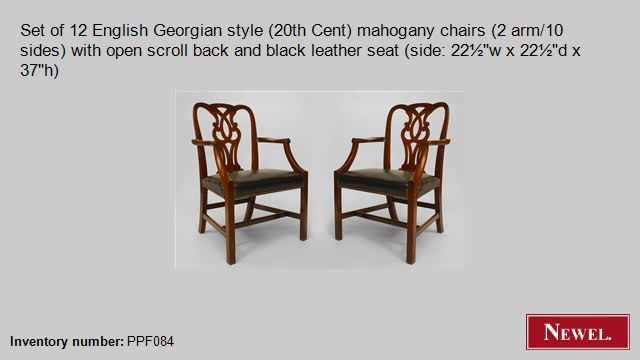 Set of 12 English Georgian style (20th Cent) mahogany chairs (2 arm/10
sides) with open scroll back and black leather seat (side: 22½"w x 22½"d x
37"h)
Inventory number: PPF084
NEWEL.